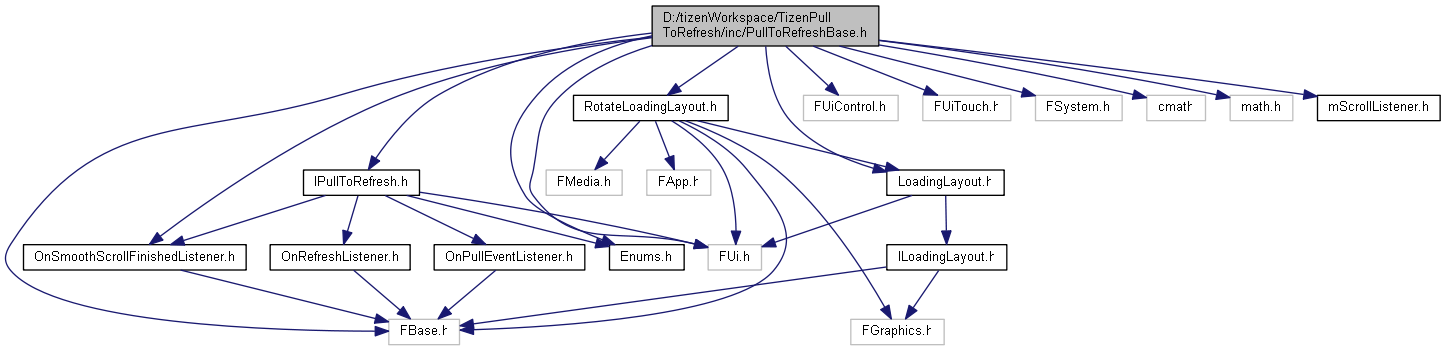 D:/tizenWorkspace/TizenPull
ToRefresh/inc/PullToRefreshBase.h
RotateLoadingLayout.h
FUiControl.h
FUiTouch.h
FSystem.h
cmath
math.h
mScrollListener.h
IPullToRefresh.h
FMedia.h
FApp.h
LoadingLayout.h
OnSmoothScrollFinishedListener.h
OnRefreshListener.h
OnPullEventListener.h
Enums.h
FUi.h
ILoadingLayout.h
FBase.h
FGraphics.h